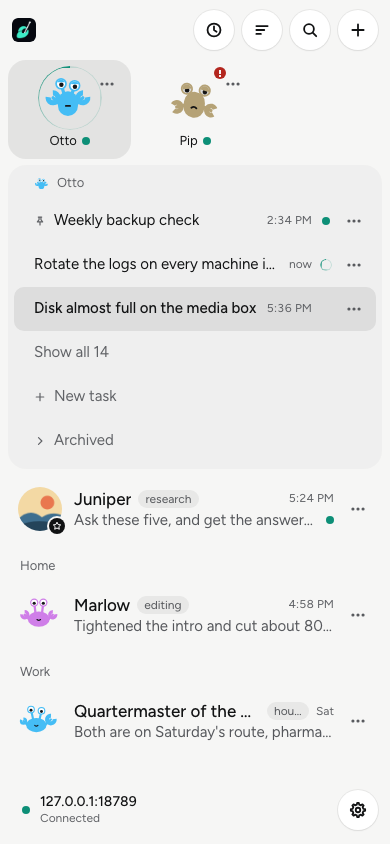 Otto
Pip
Otto
Weekly backup check 2:34 PM
Rotate the logs on every machine i... now
Disk almost full on the media box 5:36 PM
Show all 14
New task
Archived
Juniper research 5:24 PM
Ask these five, and get the answer...
Home
Marlow editing 4:58 PM
Tightened the intro and cut about 80...
Work
Quartermaster of the ... hou... Sat
Both are on Saturday's route, pharma...
127.0.0.1:18789
Connected